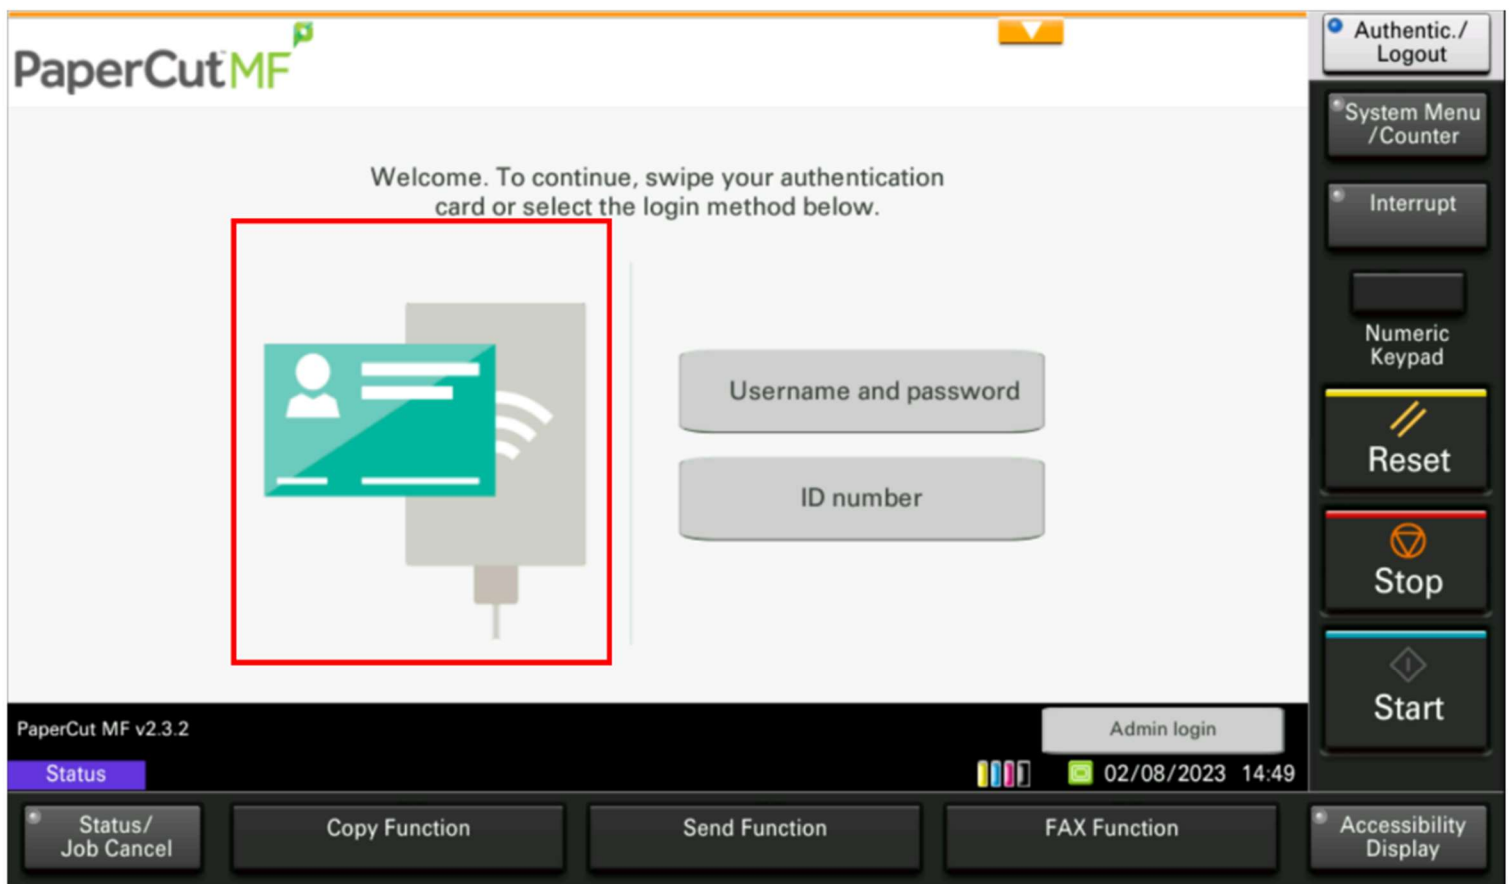 PaperCut MF
Authentic./
Logout
System Menu
/Counter
Welcome. To continue, swipe your authentication
card or select the login method below.
Interrupt
Numeric
Keypad
Username and password
Reset
ID number
Stop
Start
PaperCut MF v2.3.2
Admin login
Status
02/08/2023 14:49
Status/
Job Cancel
Copy Function
Send Function
FAX Function
Accessibility
Display